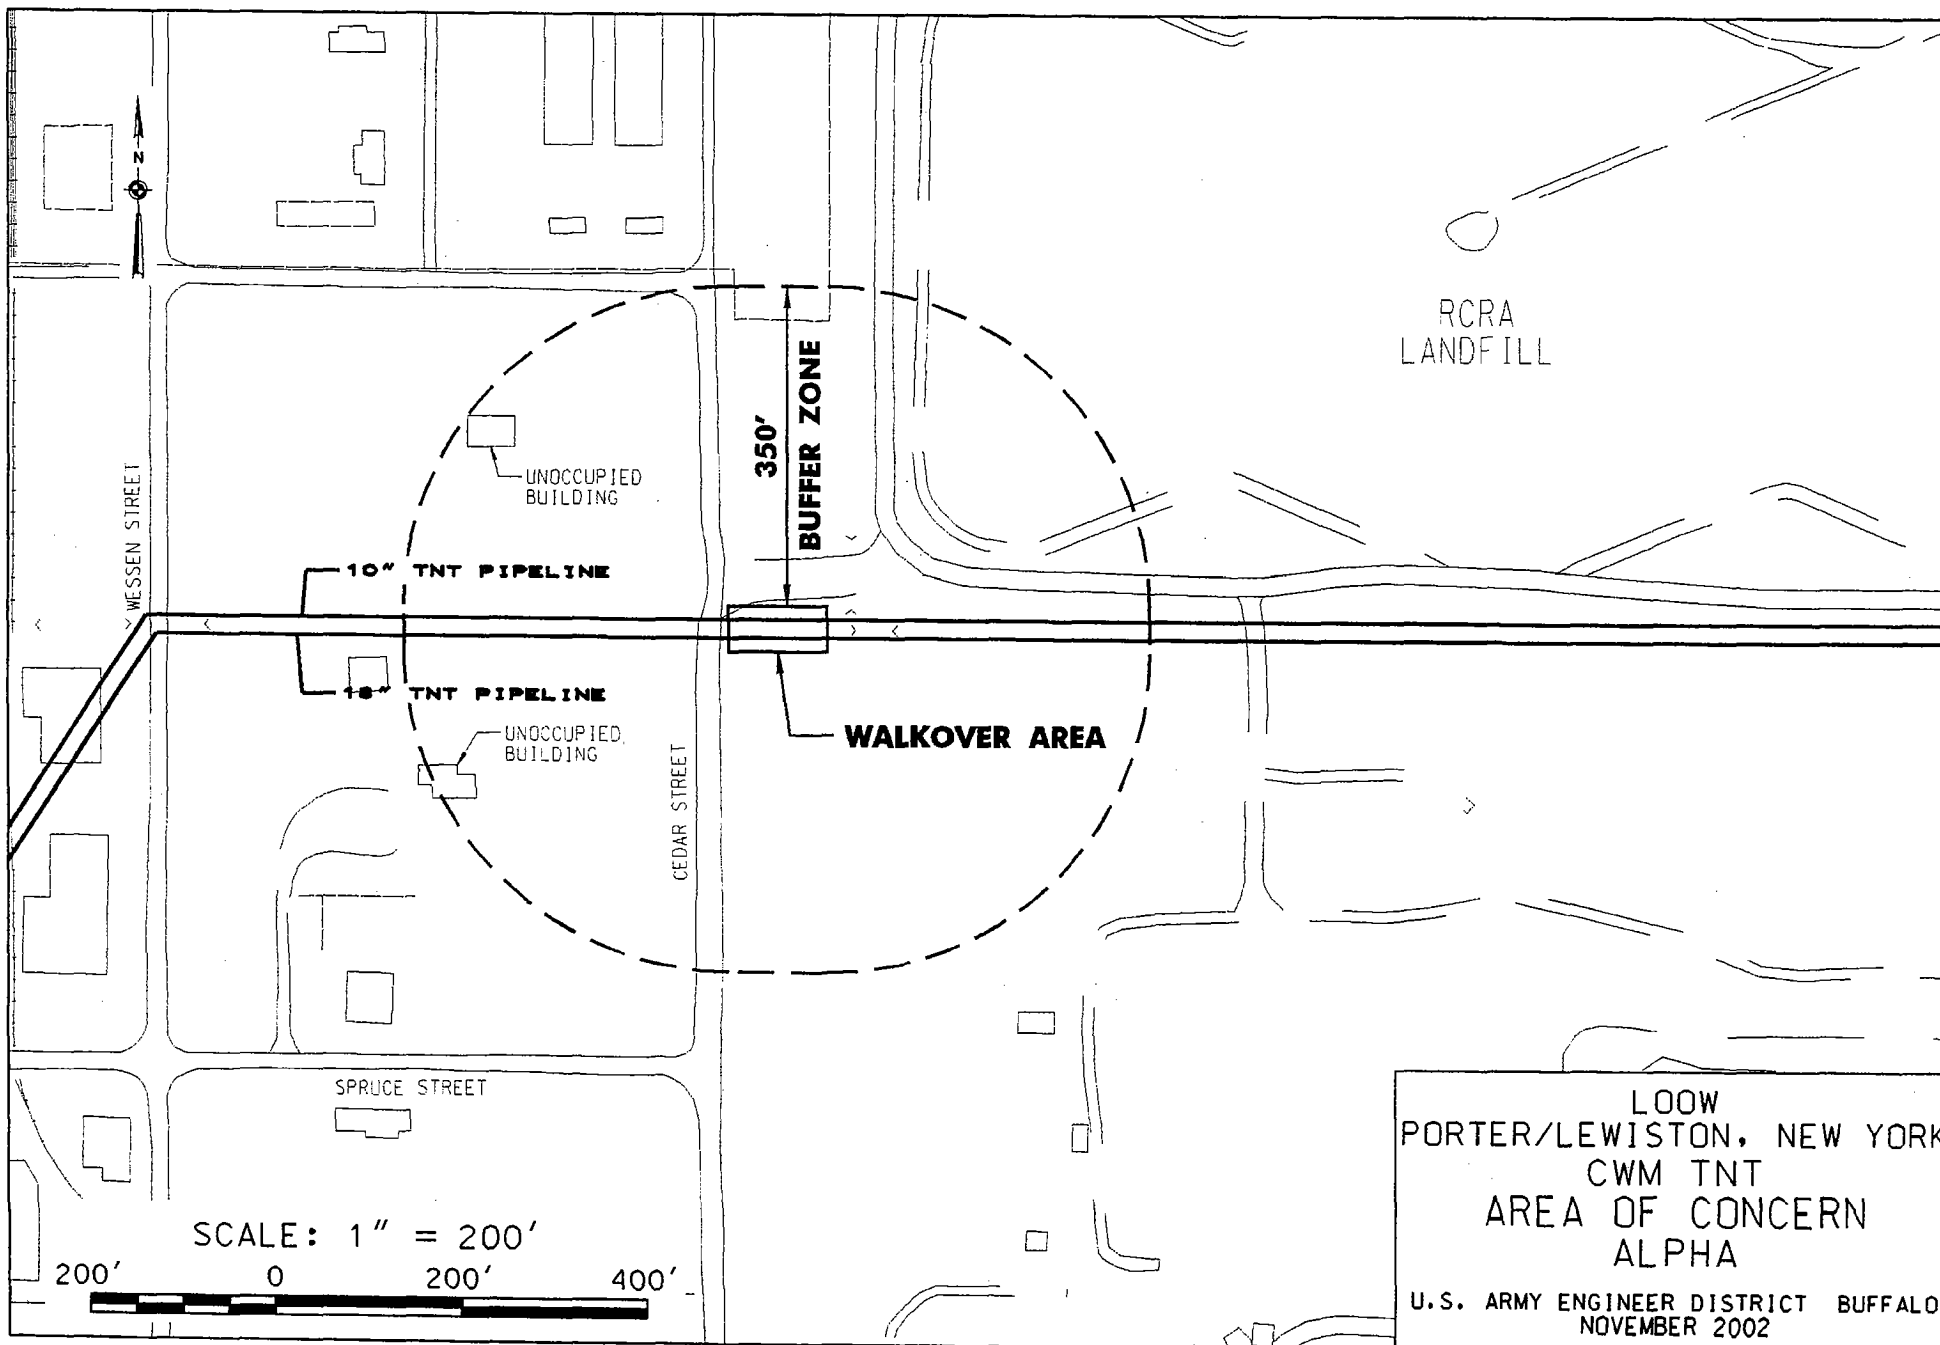 N
RCRA
LANDFILL
350'
BUFFER ZONE
UNOCCUPIED
BUILDING
WESSEN STREET
10" TNT PIPELINE
18" TNT PIPELINE
UNOCCUPIED
BUILDING
WALKOVER AREA
CEDAR STREET
SPRUCE STREET
SCALE: 1" = 200'
200' 0 200' 400'
LOOW
PORTER/LEWISTON, NEW YORK
CWM TNT
AREA OF CONCERN
ALPHA
U.S. ARMY ENGINEER DISTRICT BUFFALO
NOVEMBER 2002